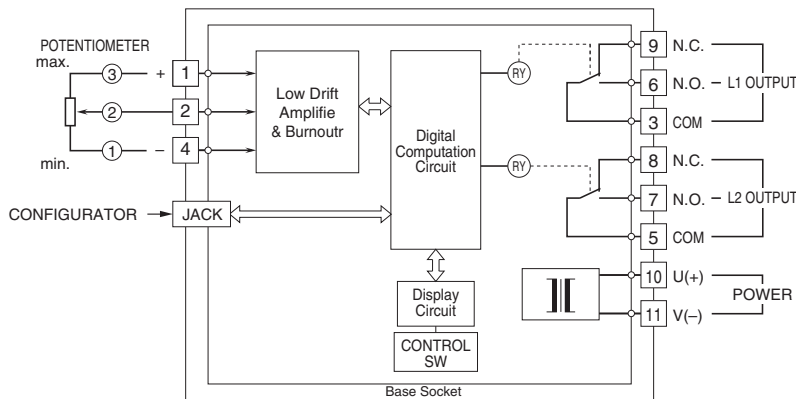 POTENTIOMETER
max.
3
+
1
2
2
1
–
4
min.
CONFIGURATOR
JACK
Low Drift
Amplifie
& Burnoutr
Digital
Computation
Circuit
Display
Circuit
CONTROL
SW
RY
RY
9 N.C.
6 N.O. L1 OUTPUT
3 COM
8 N.C.
7 N.O. L2 OUTPUT
5 COM
10 U(+)
POWER
11 V(–)
Base Socket